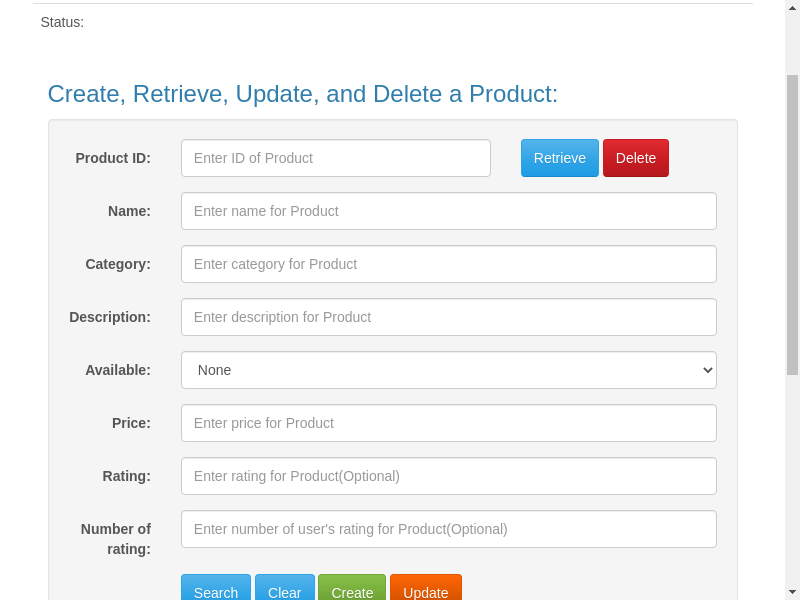 Status:
Create, Retrieve, Update, and Delete a Product:
Product ID: Enter ID of Product Retrieve Delete
Name: Enter name for Product
Category: Enter category for Product
Description: Enter description for Product
Available: None
Price: Enter price for Product
Rating: Enter rating for Product(Optional)
Number of rating: Enter number of user's rating for Product(Optional)
Search Clear Create Update